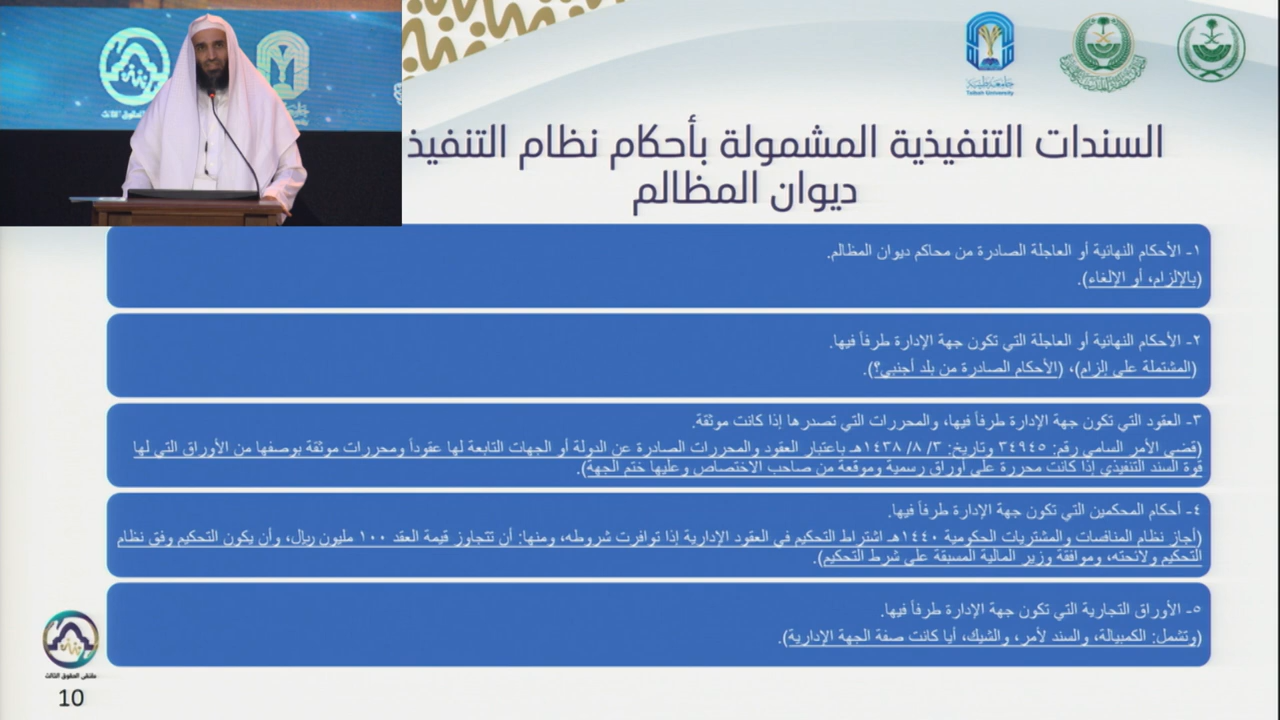 جامعة طيبة
Taibah University
السندات التنفيذية المشمولة بأحكام نظام التنفيذ
ديوان المظالم
١- الأحكام النهائية أو العاجلة الصادرة من محاكم ديوان المظالم.
(بالإلزام، أو الإلغاء).
٢- الأحكام النهائية أو العاجلة التي تكون جهة الإدارة طرفاً فيها.
(المشتملة على إلزام)، (الأحكام الصادرة من بلد أجنبي؟).
٣- العقود التي تكون جهة الإدارة طرفاً فيها، والمحررات التي تصدرها إذا كانت موثقة.
(قضى الأمر السامي رقم: ٣٤٩٤٥ وتاريخ: ٣/ ٨/ ١٤٣٨هـ باعتبار العقود والمحررات الصادرة عن الدولة أو الجهات التابعة لها عقوداً ومحررات موثقة بوصفها من الأوراق التي لها
قوة السند التنفيذي إذا كانت محررة على أوراق رسمية وموقعة من صاحب الاختصاص وعليها ختم الجهة).
٤- أحكام المحكمين التي تكون جهة الإدارة طرفاً فيها.
(أجاز نظام المنافسات والمشتريات الحكومية ١٤٤٠هـ اشتراط التحكيم في العقود الإدارية إذا توافرت شروطه، ومنها: أن تتجاوز قيمة العقد ١٠٠ مليون ريال، وأن يكون التحكيم وفق نظام
التحكيم ولائحته، وموافقة وزير المالية المسبقة على شرط التحكيم).
٥- الأوراق التجارية التي تكون جهة الإدارة طرفاً فيها.
(وتشمل: الكمبيالة، والسند لأمر، والشيك، أيا كانت صفة الجهة الإدارية).
ملتقى الحقوق الثالث
10